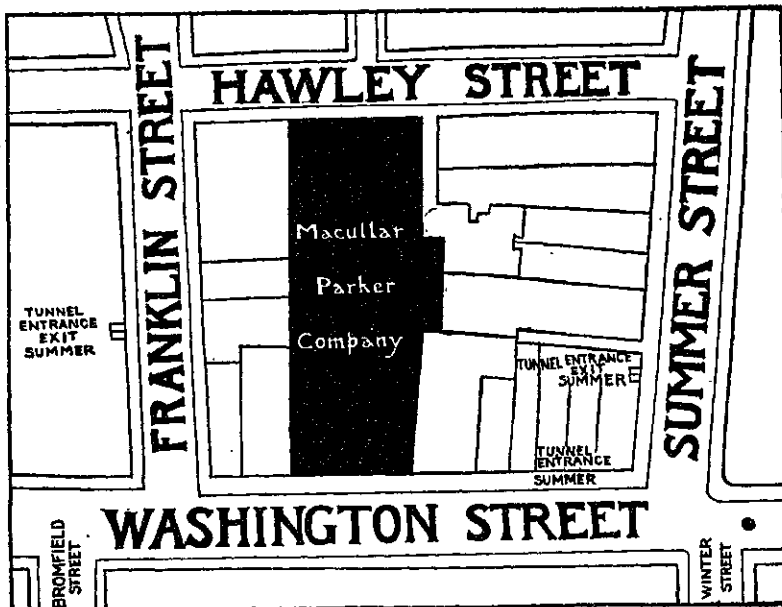 HAWLEY STREET
FRANKLIN STREET
SUMMER STREET
Macullar
Parker
Company
TUNNEL
ENTRANCE
EXIT
SUMMER
TUNNEL ENTRANCE
EXIT
SUMMER
TUNNEL
ENTRANCE
SUMMER
WASHINGTON STREET
BROMFIELD
STREET
WINTER
STREET